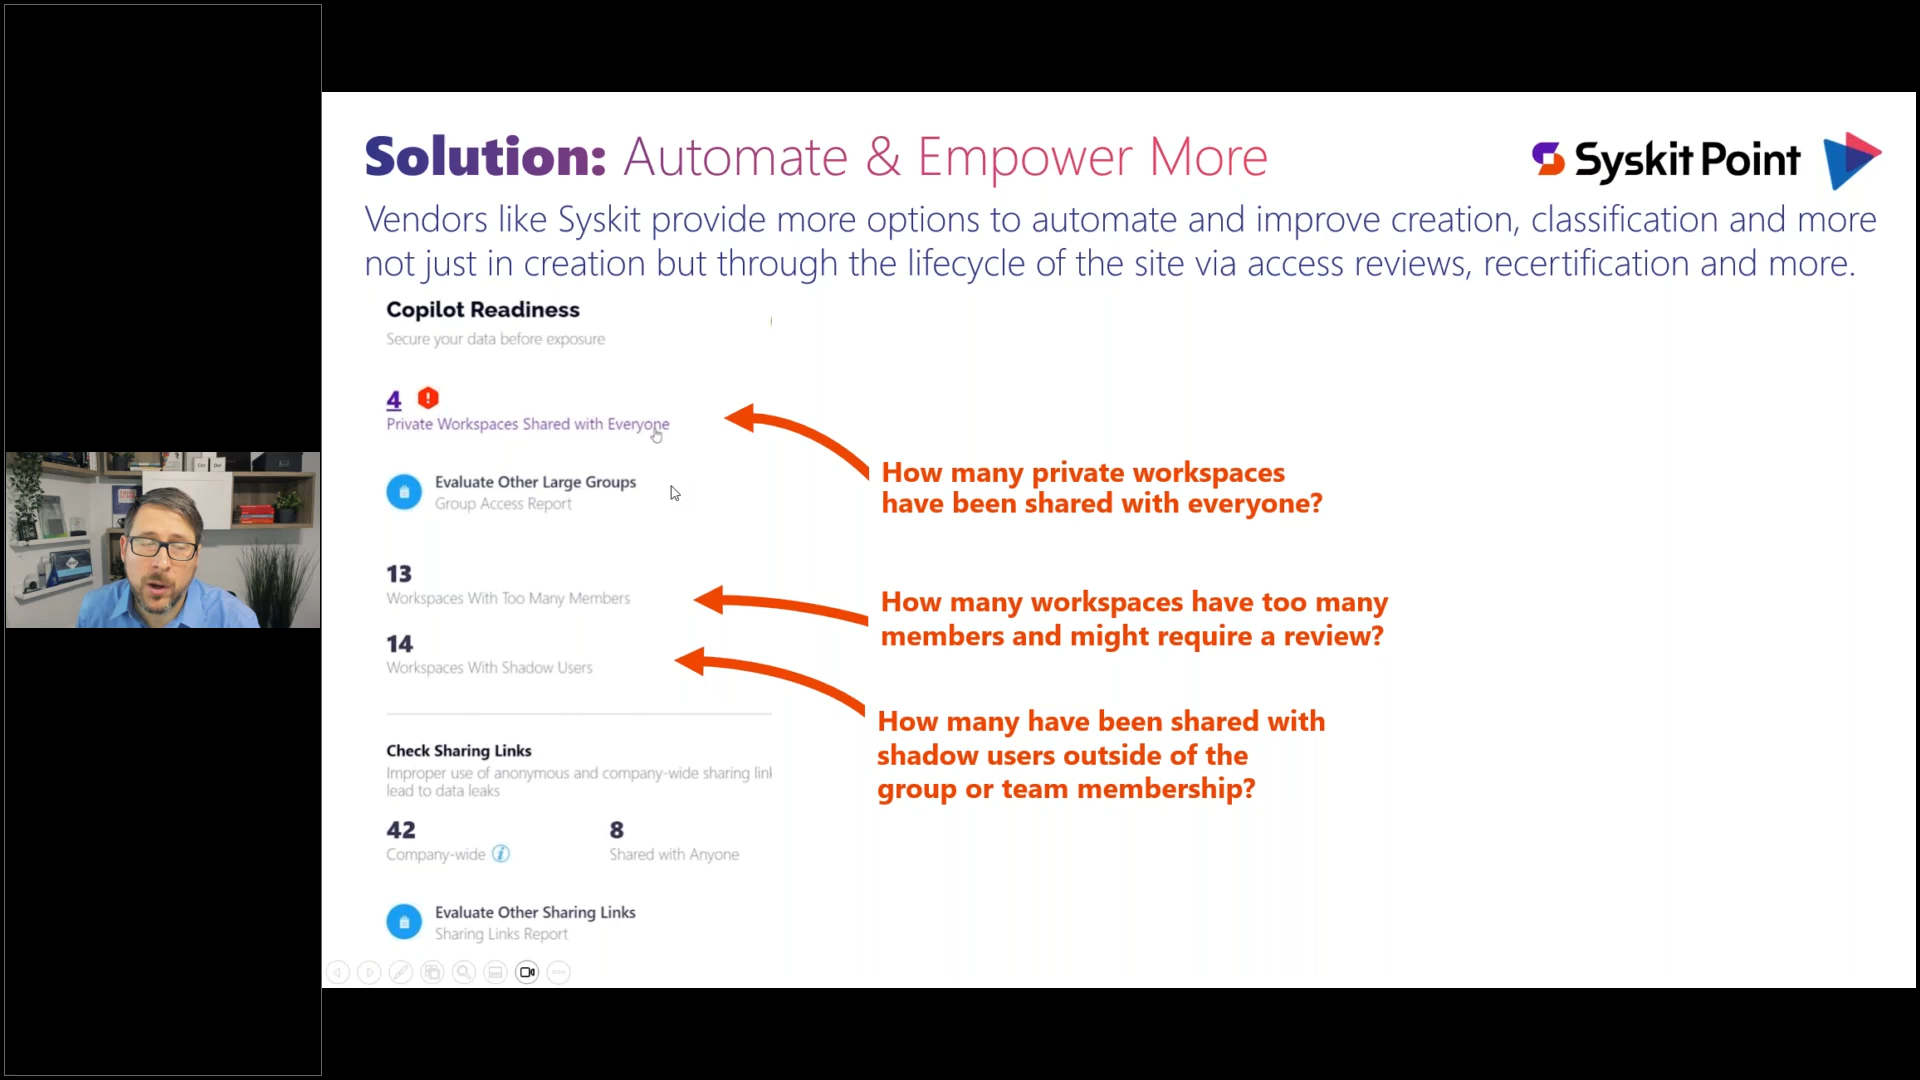 Solution: Automate & Empower More
Syskit Point
Vendors like Syskit provide more options to automate and improve creation, classification and more
not just in creation but through the lifecycle of the site via access reviews, recertification and more.
Copilot Readiness
Secure your data before exposure
4
Private Workspaces Shared with Everyone
Evaluate Other Large Groups
Group Access Report
13
Workspaces With Too Many Members
14
Workspaces With Shadow Users
Check Sharing Links
Improper use of anonymous and company-wide sharing link
lead to data leaks
42
Company-wide
8
Shared with Anyone
Evaluate Other Sharing Links
Sharing Links Report
How many private workspaces
have been shared with everyone?
How many workspaces have too many
members and might require a review?
How many have been shared with
shadow users outside of the
group or team membership?